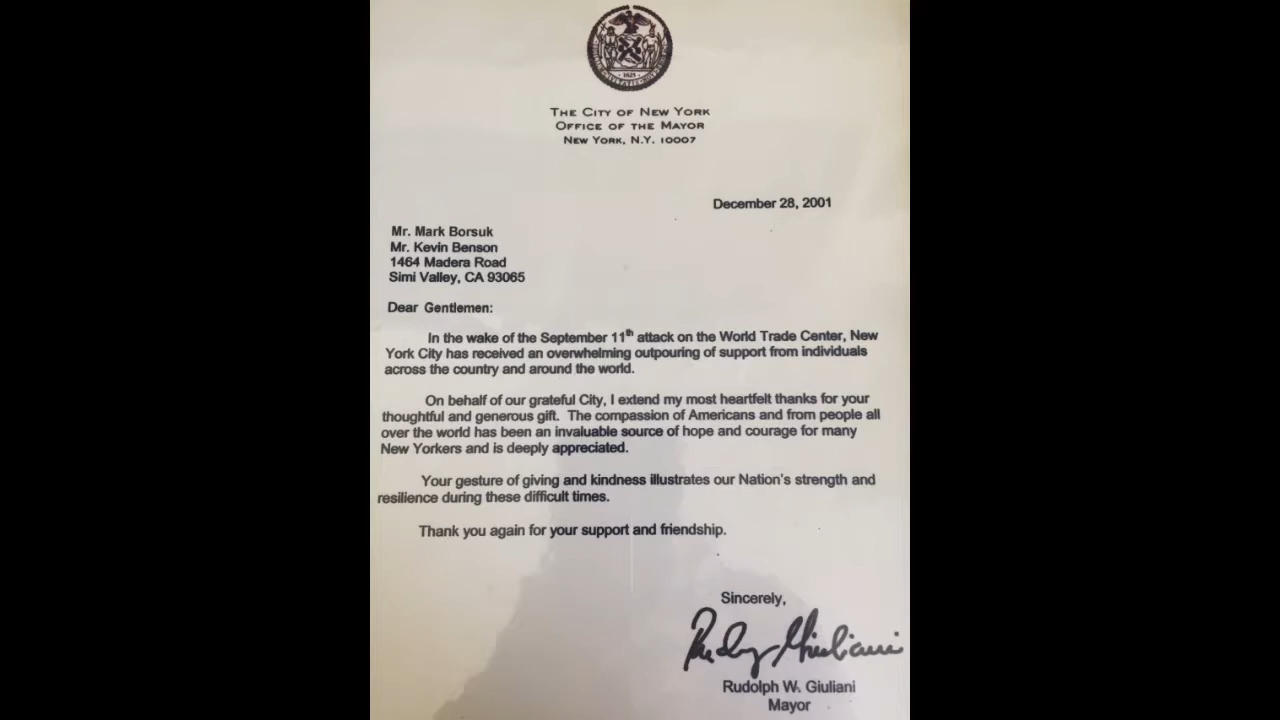 THE CITY OF NEW YORK
OFFICE OF THE MAYOR
NEW YORK, N.Y. 10007
December 28, 2001
Mr. Mark Borsuk
Mr. Kevin Benson
1464 Madera Road
Simi Valley, CA 93065
Dear Gentlemen:
In the wake of the September 11th attack on the World Trade Center, New
York City has received an overwhelming outpouring of support from individuals
across the country and around the world.
On behalf of our grateful City, I extend my most heartfelt thanks for your
thoughtful and generous gift. The compassion of Americans and from people all
over the world has been an invaluable source of hope and courage for many
New Yorkers and is deeply appreciated.
Your gesture of giving and kindness illustrates our Nation's strength and
resilience during these difficult times.
Thank you again for your support and friendship.
Sincerely,
Rudy Giuliani
Rudolph W. Giuliani
Mayor